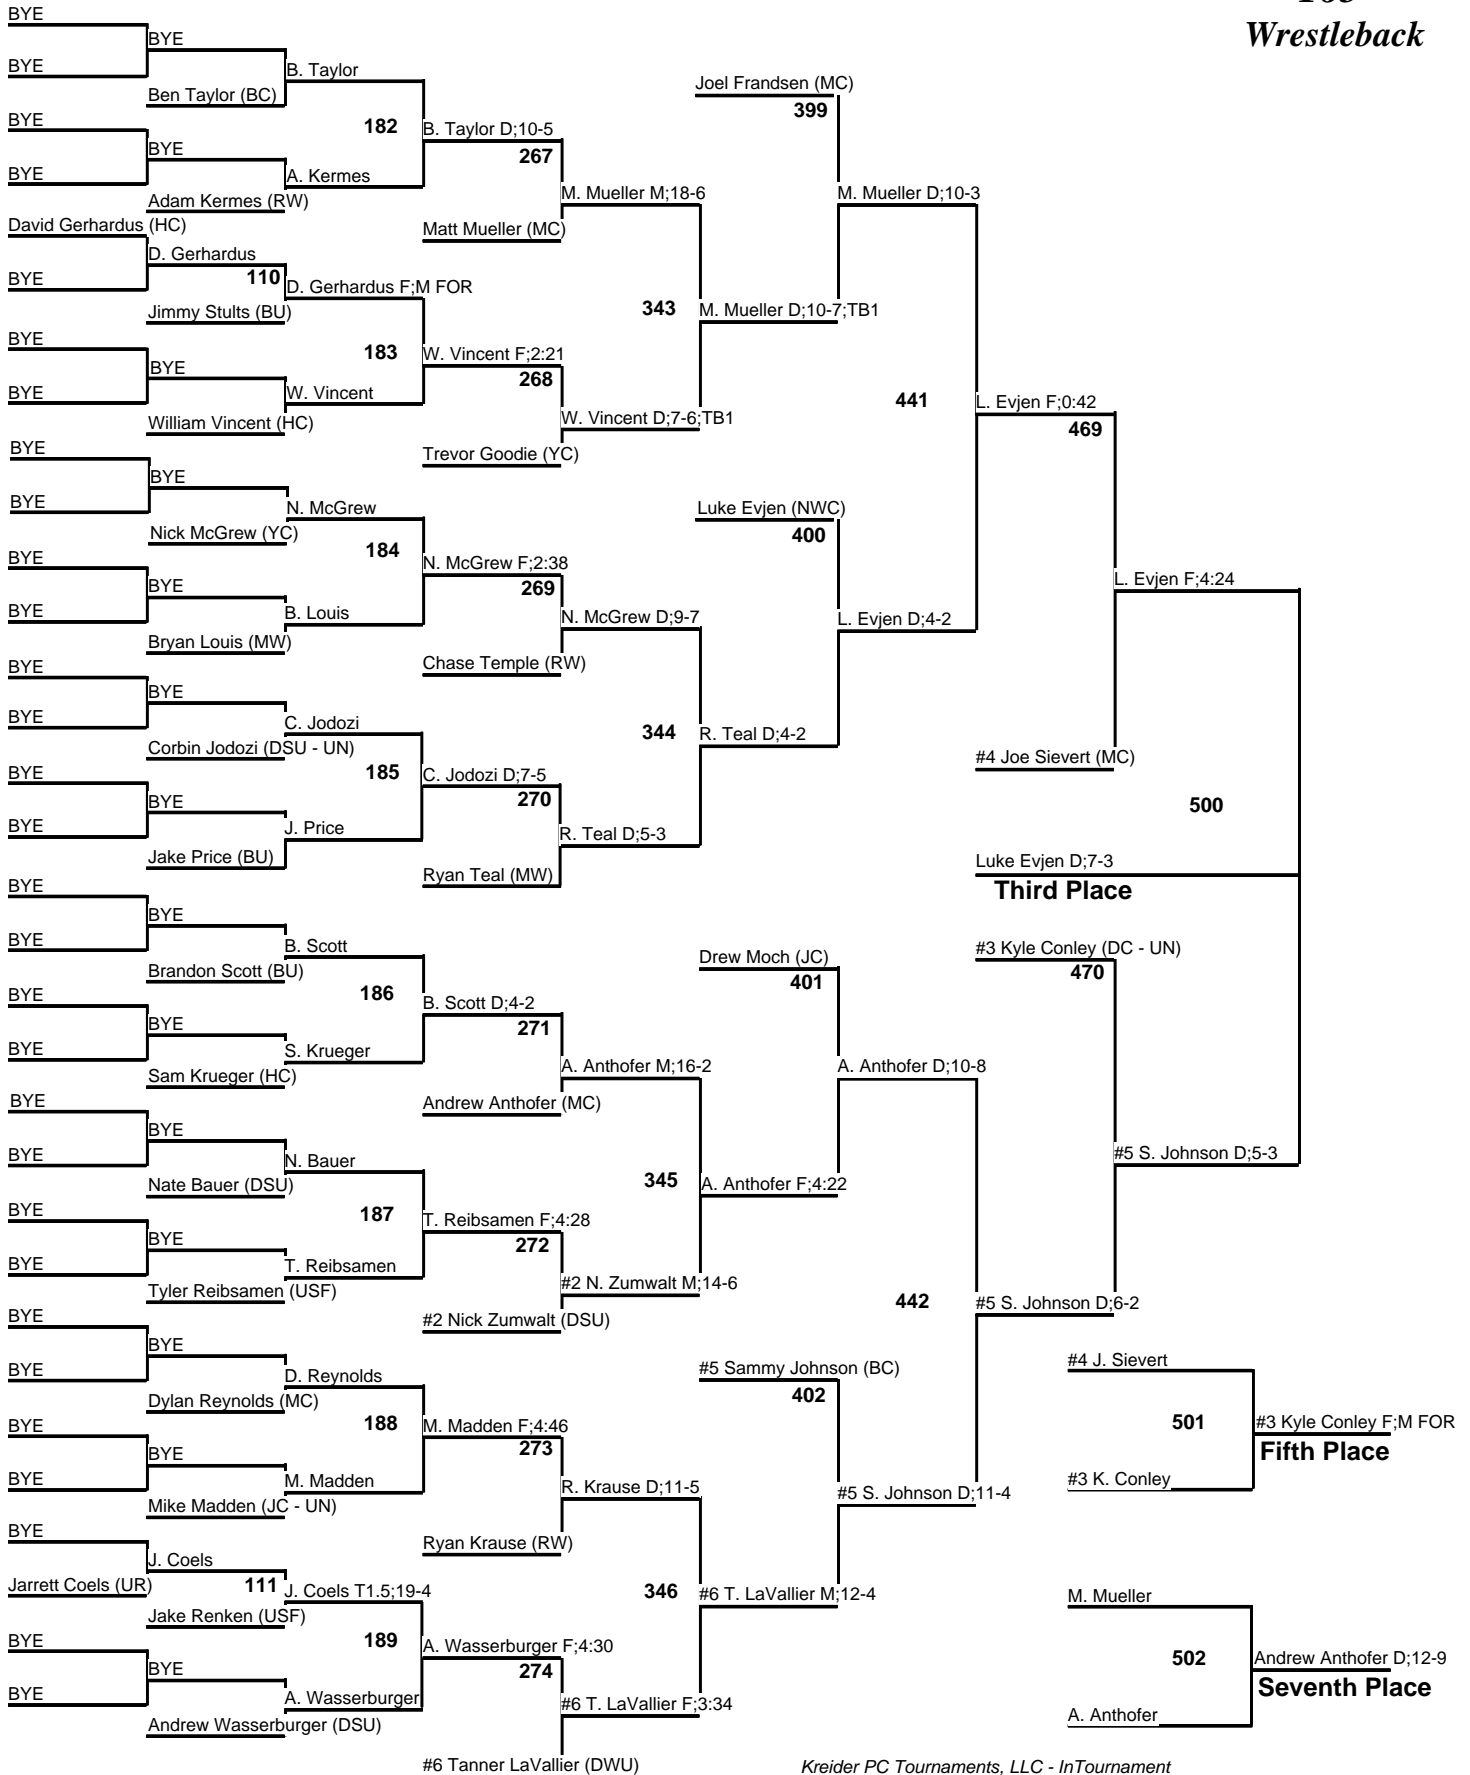 Wrestleback
BYE
BYE
BYE
B. Taylor
Ben Taylor (BC)
182
BYE
BYE
BYE
A. Kermes
Adam Kermes (RW)
B. Taylor D;10-5
267
M. Mueller M;18-6
Matt Mueller (MC)
David Gerhardus (HC)
D. Gerhardus
BYE
110
D. Gerhardus F;M FOR
Jimmy Stults (BU)
183
BYE
BYE
BYE
W. Vincent
William Vincent (HC)
W. Vincent F;2:21
268
W. Vincent D;7-6;TB1
Trevor Goodie (YC)
343
M. Mueller D;10-7;TB1
Joel Frandsen (MC)
399
M. Mueller D;10-3
BYE
BYE
BYE
N. McGrew
Nick McGrew (YC)
184
BYE
BYE
BYE
B. Louis
Bryan Louis (MW)
N. McGrew F;2:38
269
N. McGrew D;9-7
Chase Temple (RW)
BYE
BYE
BYE
C. Jodozi
Corbin Jodozi (DSU - UN)
185
BYE
BYE
BYE
J. Price
Jake Price (BU)
C. Jodozi D;7-5
270
R. Teal D;5-3
Ryan Teal (MW)
344
R. Teal D;4-2
Luke Evjen (NWC)
400
L. Evjen D;4-2
441
L. Evjen F;0:42
469
L. Evjen F;4:24
#4 Joe Sievert (MC)
500
Luke Evjen D;7-3
Third Place
BYE
BYE
BYE
B. Scott
Brandon Scott (BU)
186
BYE
BYE
BYE
S. Krueger
Sam Krueger (HC)
B. Scott D;4-2
271
A. Anthofer M;16-2
Andrew Anthofer (MC)
BYE
BYE
BYE
N. Bauer
Nate Bauer (DSU)
187
BYE
BYE
BYE
T. Reibsamen
Tyler Reibsamen (USF)
T. Reibsamen F;4:28
272
#2 N. Zumwalt M;14-6
#2 Nick Zumwalt (DSU)
345
A. Anthofer F;4:22
Drew Moch (JC)
401
A. Anthofer D;10-8
#3 Kyle Conley (DC - UN)
470
#5 S. Johnson D;5-3
442
#5 S. Johnson D;6-2
BYE
BYE
BYE
D. Reynolds
Dylan Reynolds (MC)
188
BYE
BYE
BYE
M. Madden
Mike Madden (JC - UN)
M. Madden F;4:46
273
R. Krause D;11-5
Ryan Krause (RW)
#5 Sammy Johnson (BC)
402
#5 S. Johnson D;11-4
BYE
J. Coels
Jarrett Coels (UR)
111
J. Coels T1.5;19-4
Jake Renken (USF)
189
BYE
BYE
BYE
A. Wasserburger
Andrew Wasserburger (DSU)
A. Wasserburger F;4:30
274
#6 T. LaVallier F;3:34
#6 Tanner LaVallier (DWU)
346
#6 T. LaVallier M;12-4
#4 J. Sievert
501
#3 Kyle Conley F;M FOR
Fifth Place
#3 K. Conley
M. Mueller
502
Andrew Anthofer D;12-9
Seventh Place
A. Anthofer
Kreider PC Tournaments, LLC - InTournament